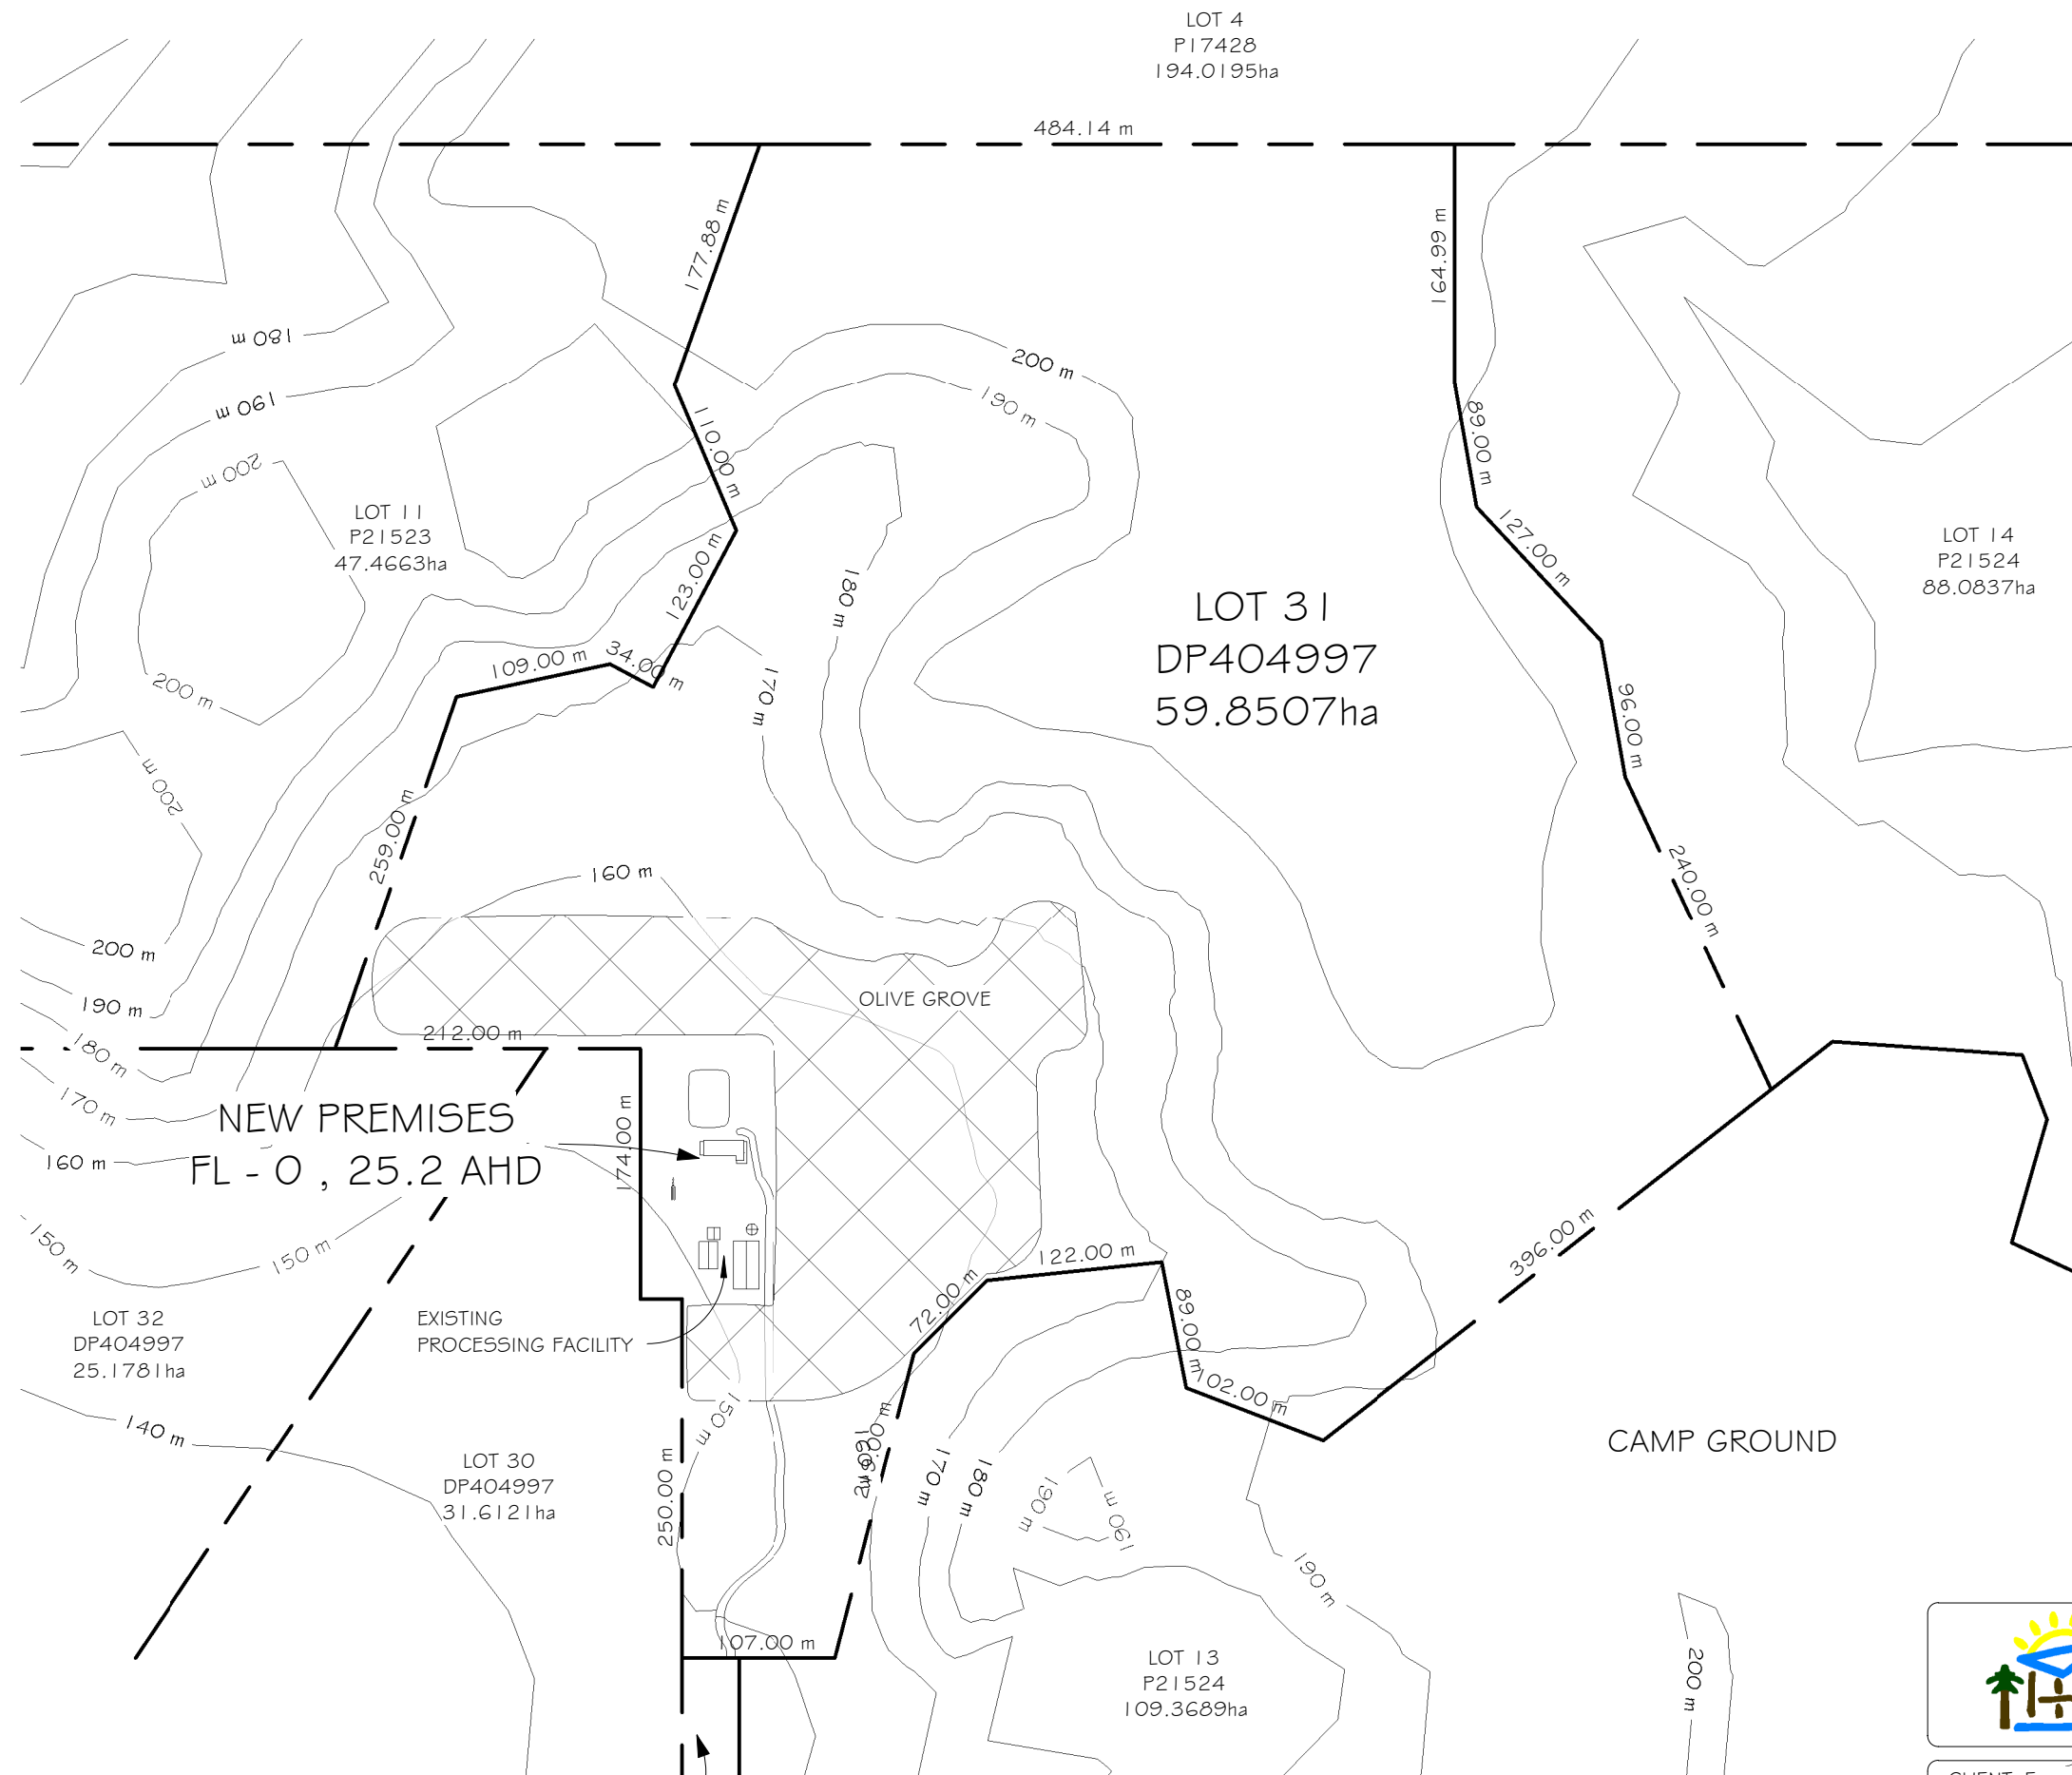 LOT 4
P17428
194.0195ha
484.14 m
177.88 m
164.99 m
180 m
200 m
190 m
190 m
110.00 m
89.00 m
200 m
LOT 11
P21523
47.4663ha
127.00 m
LOT 14
P21524
88.0837ha
123.00 m
180 m
LOT 31
DP404997
59.8507ha
109.00 m
34.00 m
200 m
170 m
96.00 m
200 m
259.00 m
160 m
240.00 m
200 m
190 m
OLIVE GROVE
180 m
212.00 m
170 m
NEW PREMISES
FL - 0 , 25.2 AHD
174.00 m
160 m
150 m
150 m
122.00 m
396.00 m
72.00 m
89.00 m
LOT 32
DP404997
25.1781ha
EXISTING
PROCESSING FACILITY
102.00 m
150 m
140 m
CAMP GROUND
LOT 30
DP404997
31.6121ha
250.00 m
170 m
180 m
190 m
190 m
190 m
107.00 m
LOT 13
P21524
109.3689ha
200 m